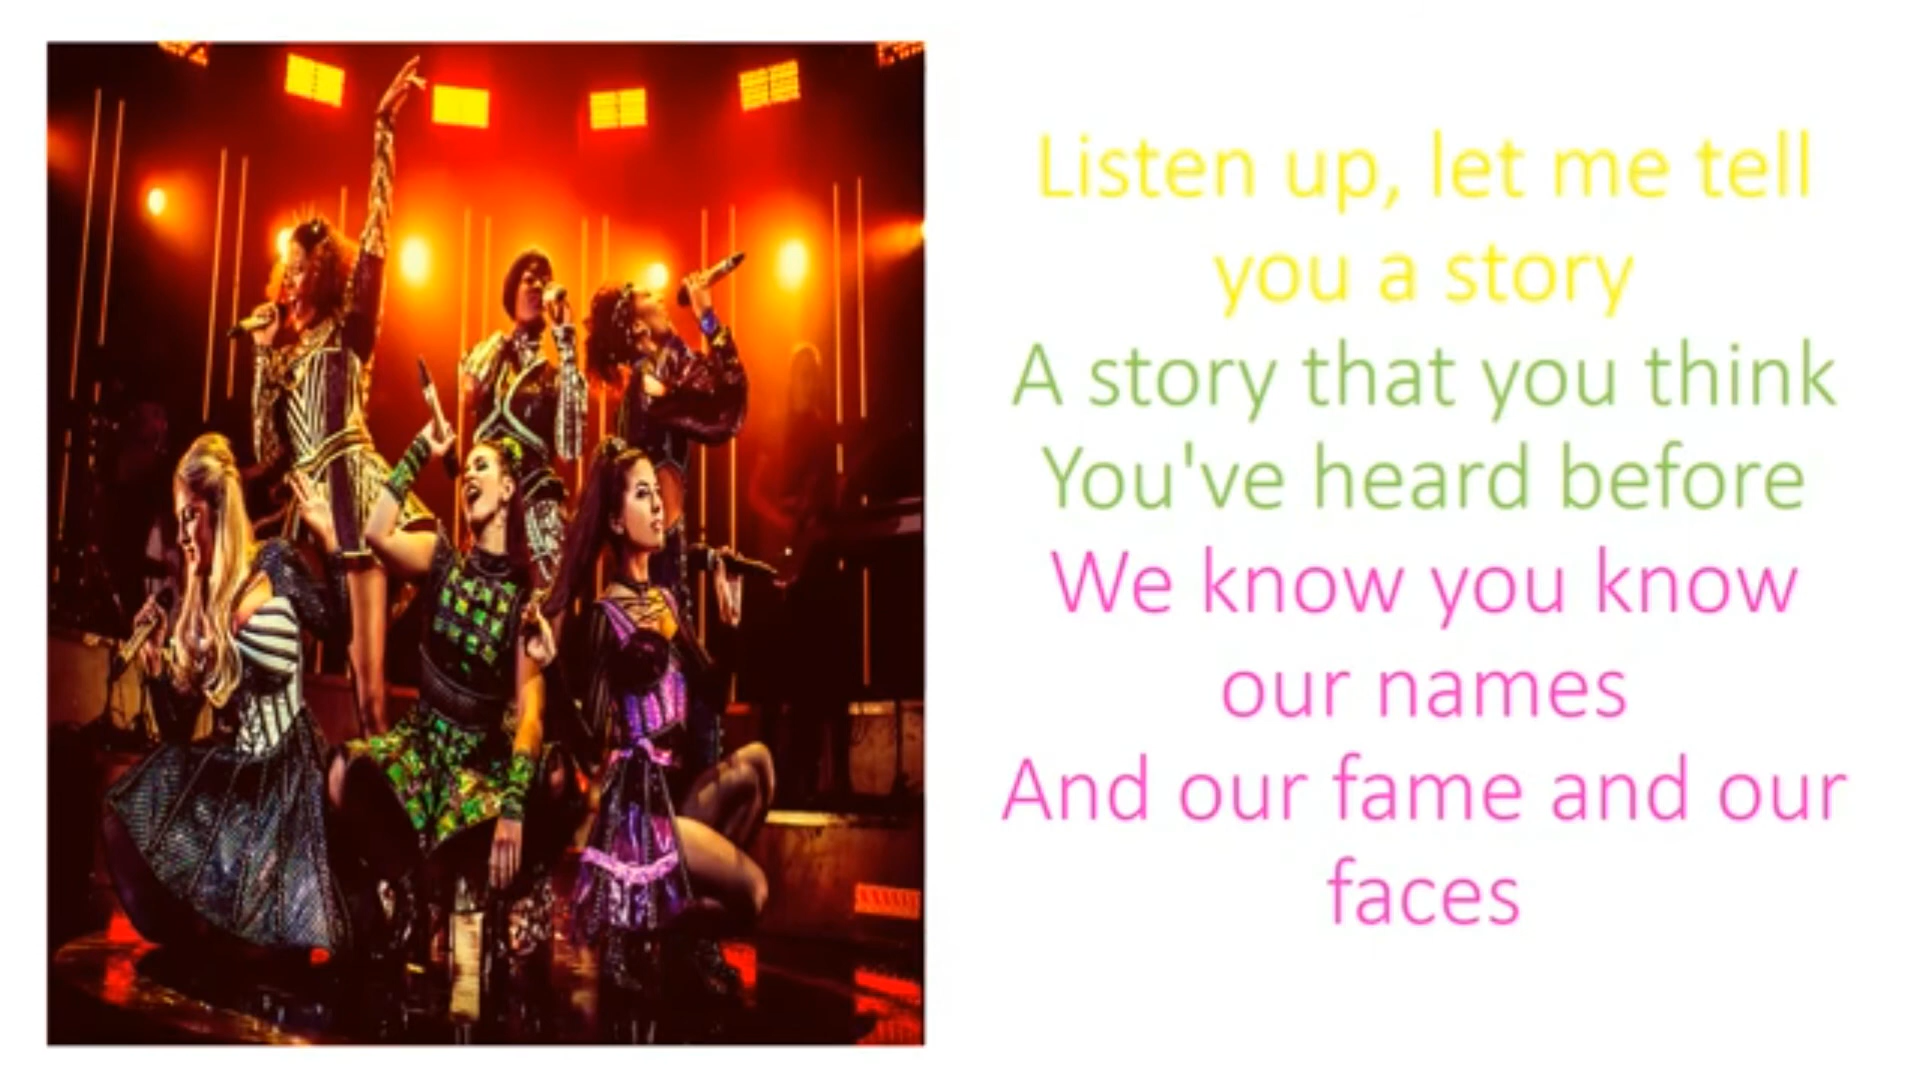 Listen up, let me tell
you a story
A story that you think
You've heard before
We know you know
our names
And our fame and our
faces